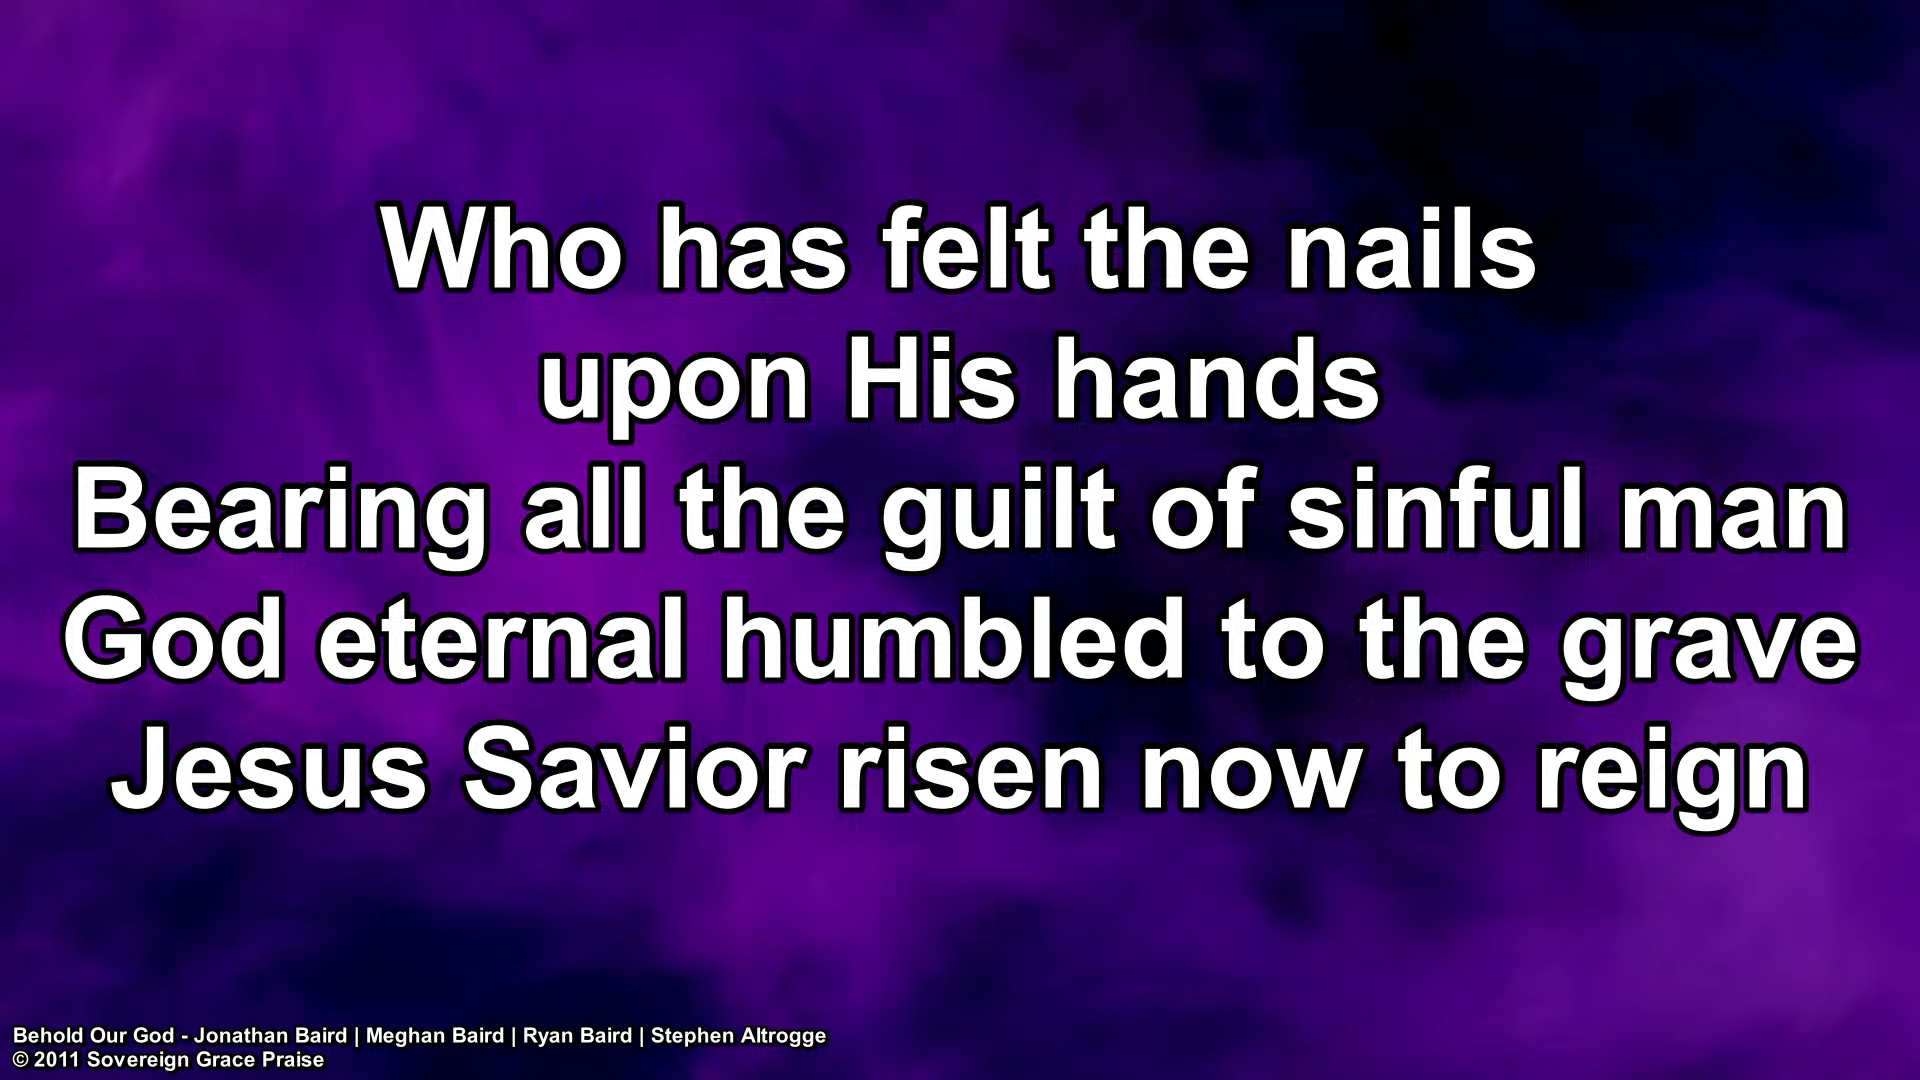 Who has felt the nails
upon His hands
Bearing all the guilt of sinful man
God eternal humbled to the grave
Jesus Savior risen now to reign
Behold Our God - Jonathan Baird | Meghan Baird | Ryan Baird | Stephen Altrogge
© 2011 Sovereign Grace Praise